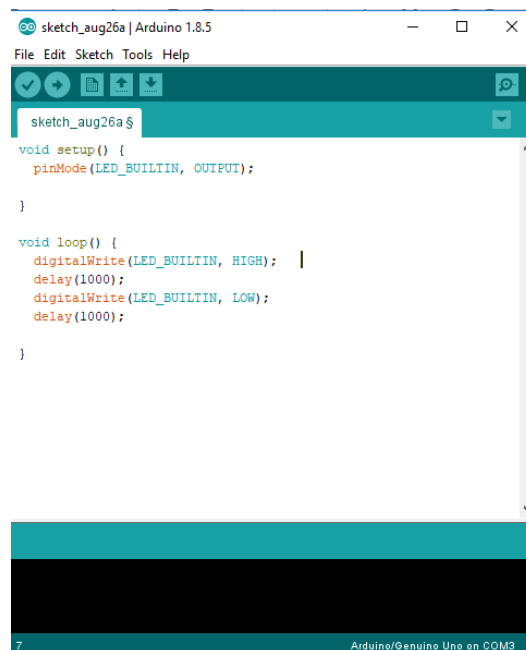 sketch_aug26a | Arduino 1.8.5
File Edit Sketch Tools Help
sketch_aug26a §
void setup() {
  pinMode(LED_BUILTIN, OUTPUT);

}

void loop() {
  digitalWrite(LED_BUILTIN, HIGH);
  delay(1000);
  digitalWrite(LED_BUILTIN, LOW);
  delay(1000);

}
7 Arduino/Genuino Uno on COM3